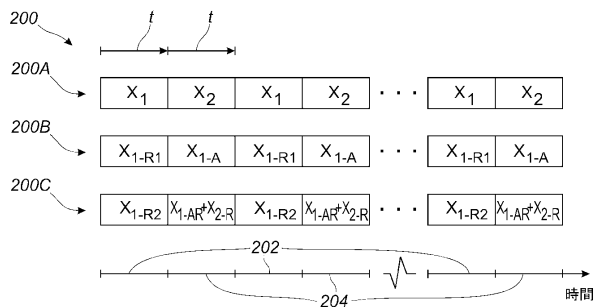 200 t t
200A X1 X2 X1 X2 · · · X1 X2
200B X1-R1 X1-A X1-R1 X1-A · · · X1-R1 X1-A
200C X1-R2 X1-AR+X2-R X1-R2 X1-AR+X2-R · · · X1-R2 X1-AR+X2-R
202
204 時間